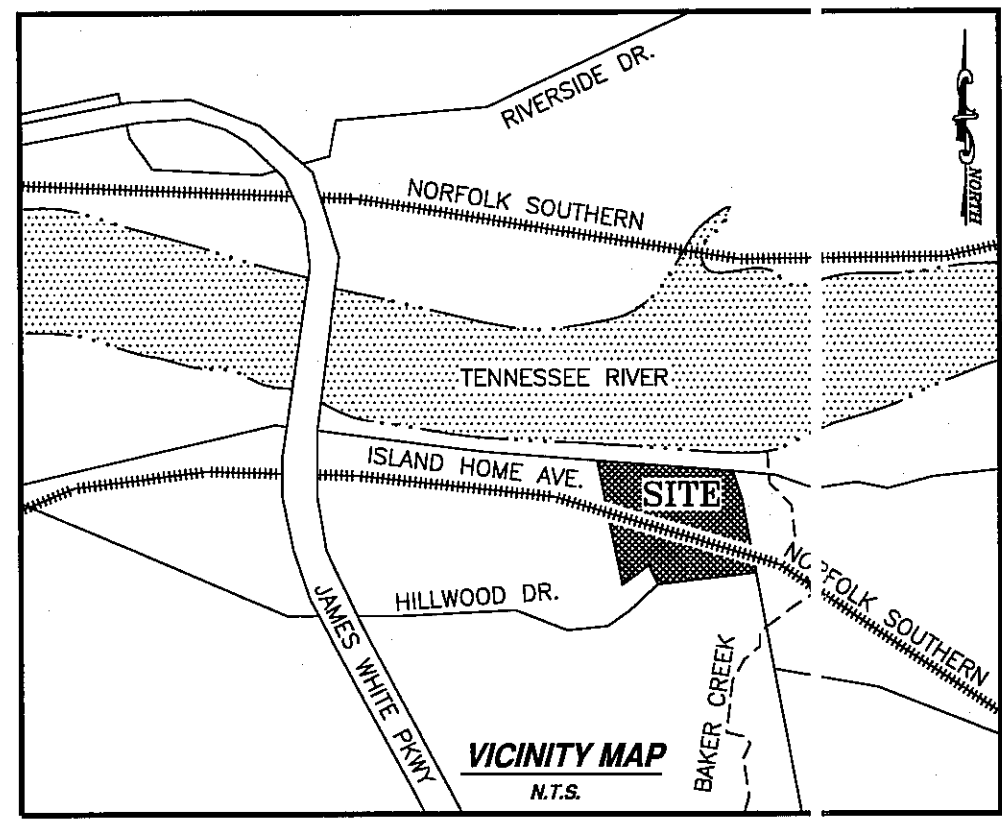 RIVERSIDE DR.
NORTH
NORFOLK SOUTHERN
TENNESSEE RIVER
ISLAND HOME AVE.
SITE
NORFOLK SOUTHERN
HILLWOOD DR.
JAMES WHITE PKWY
BAKER CREEK
VICINITY MAP
N.T.S.